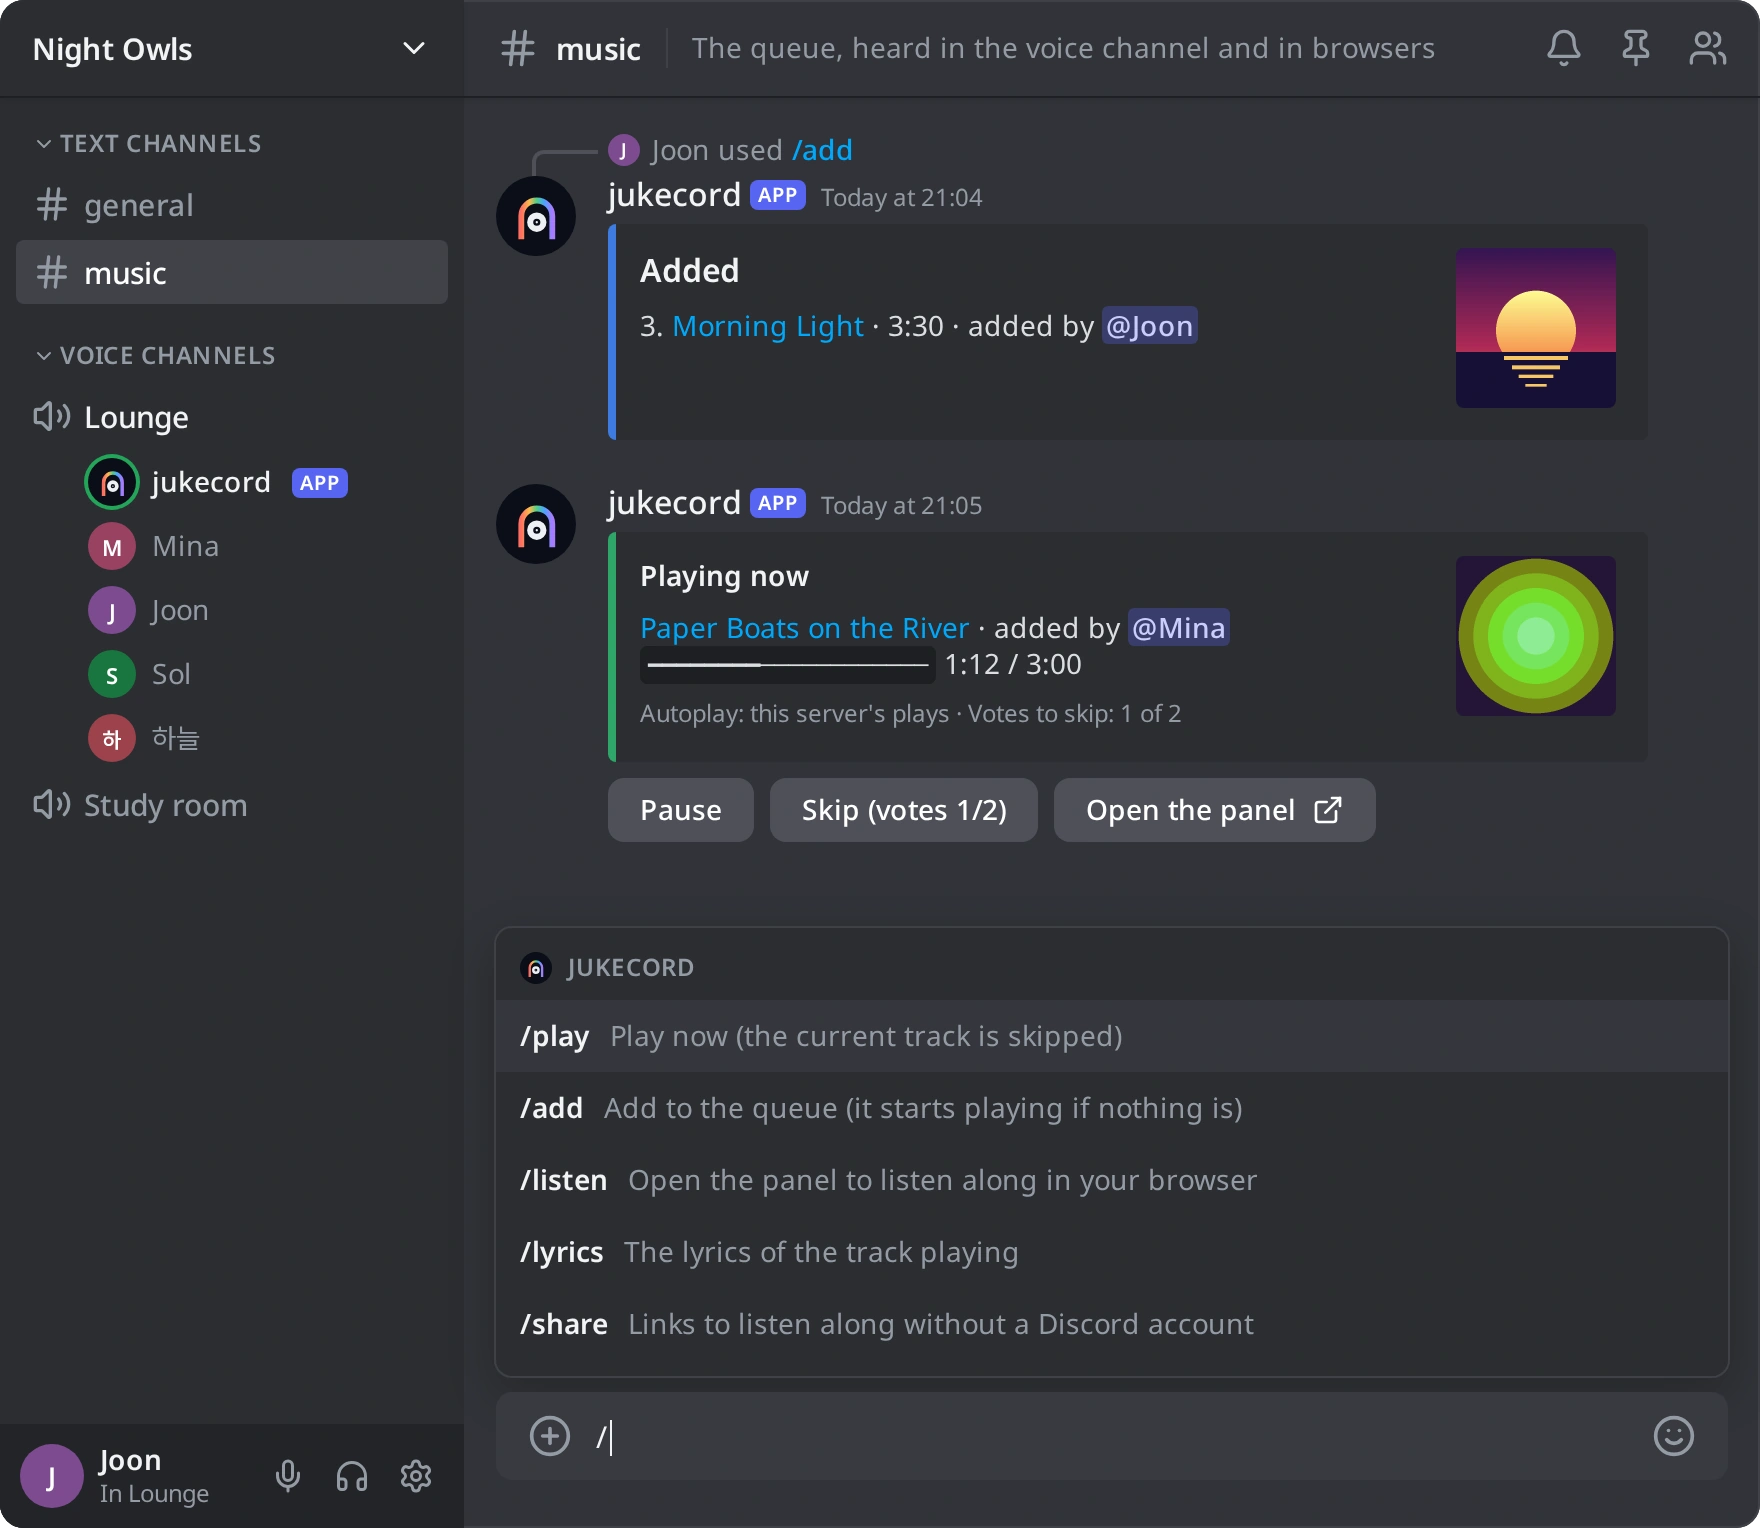 Night Owls
TEXT CHANNELS
general
music
VOICE CHANNELS
Lounge
jukecord APP
M Mina
J Joon
S Sol
하 하늘
Study room
J Joon
In Lounge
music The queue, heard in the voice channel and in browsers
J Joon used /add
jukecord APP Today at 21:04
Added
3. Morning Light · 3:30 · added by @Joon
jukecord APP Today at 21:05
Playing now
Paper Boats on the River · added by @Mina
1:12 / 3:00
Autoplay: this server's plays · Votes to skip: 1 of 2
Pause Skip (votes 1/2) Open the panel
JUKECORD
/play Play now (the current track is skipped)
/add Add to the queue (it starts playing if nothing is)
/listen Open the panel to listen along in your browser
/lyrics The lyrics of the track playing
/share Links to listen along without a Discord account
/